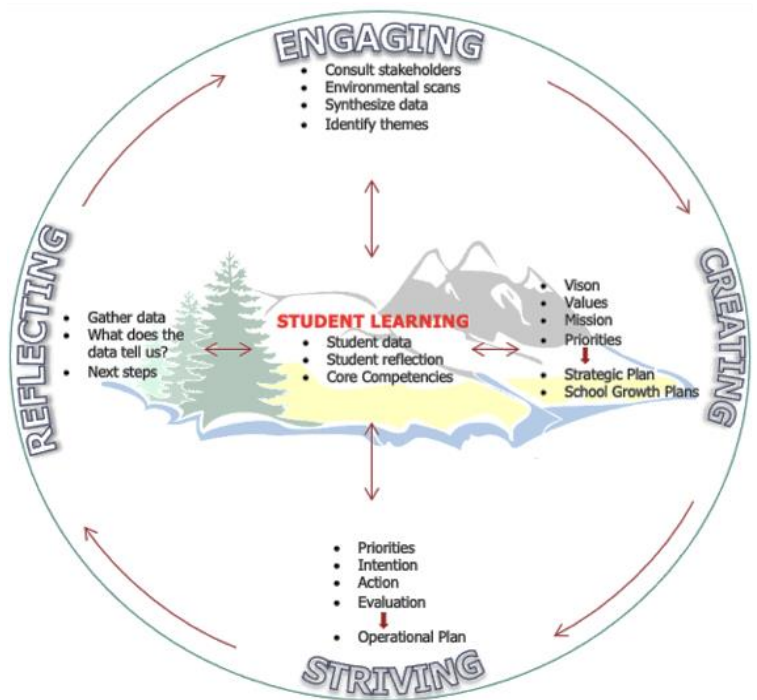 ENGAGING
• Consult stakeholders
• Environmental scans
• Synthesize data
• Identify themes
CREATING
• Vison
• Values
• Mission
• Priorities
• Strategic Plan
• School Growth Plans
STUDENT LEARNING
• Student data
• Student reflection
• Core Competencies
REFLECTING
• Gather data
• What does the
data tell us?
• Next steps
• Priorities
• Intention
• Action
• Evaluation
• Operational Plan
STRIVING